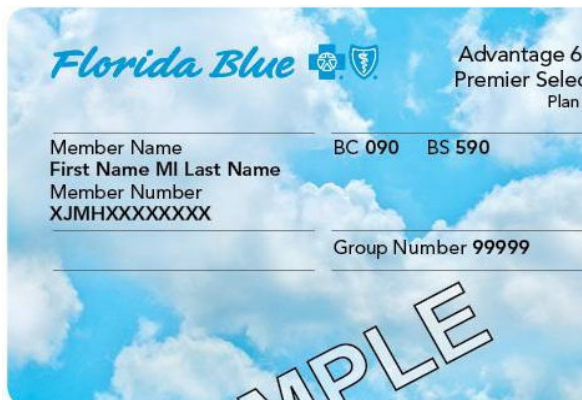 Florida Blue
Advantage 6
Premier Selec
Plan
Member Name
First Name MI Last Name
Member Number
XJMHXXXXXXXX
BC 090 BS 590
Group Number 99999
MPLE